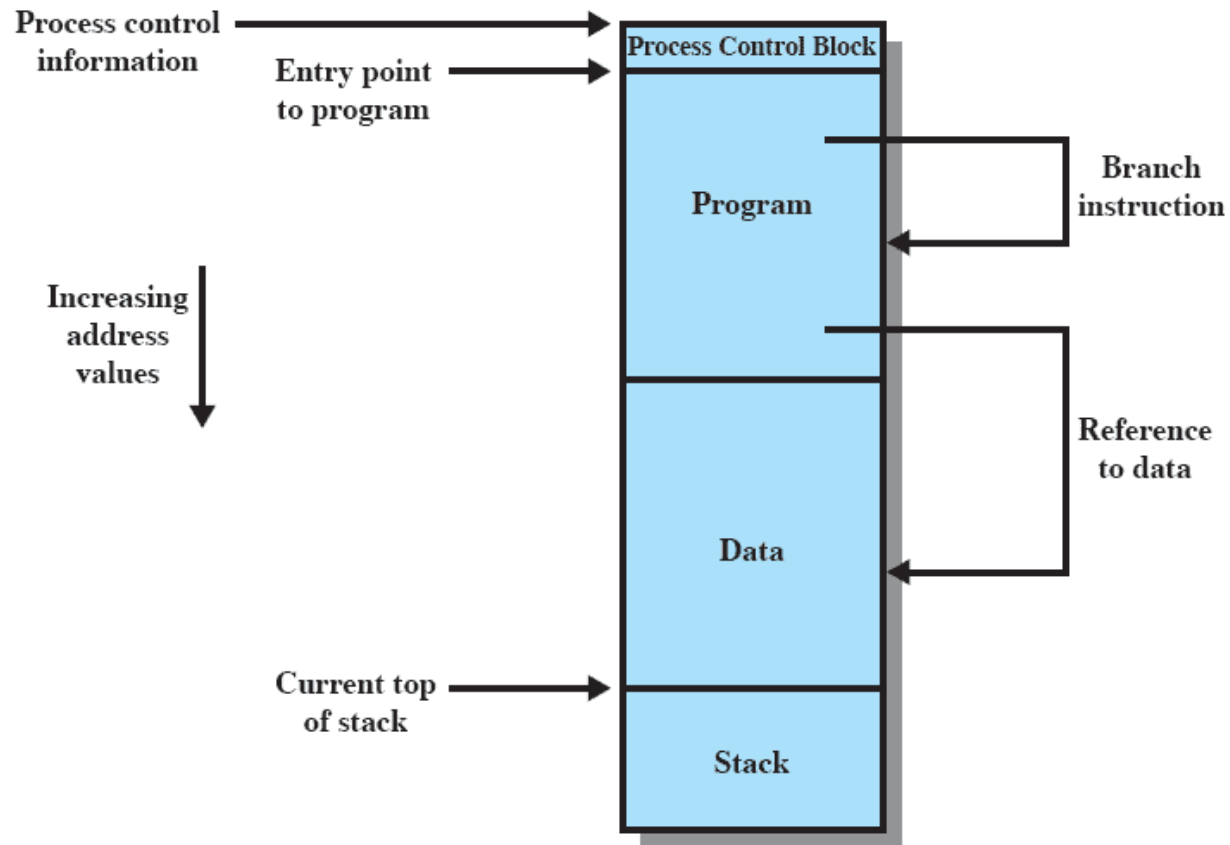 Process control
information
Process Control Block
Entry point
to program
Program
Branch
instruction
Increasing
address
values
Reference
to data
Data
Current top
of stack
Stack